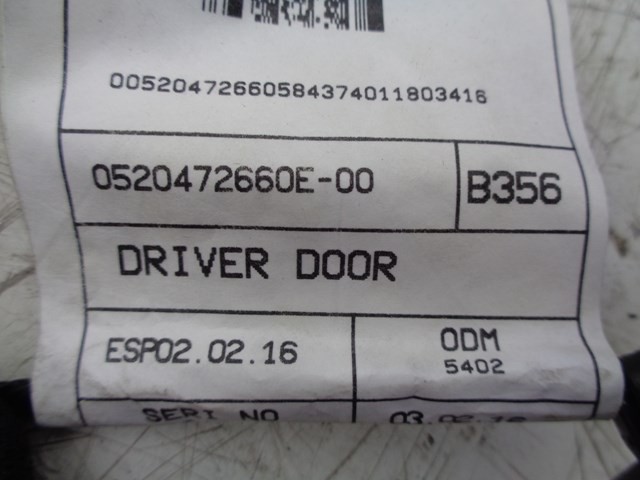 00520472660584374011803416
0520472660E-00 B356
DRIVER DOOR
ESP02.02.16 ODM
5402
SERI NO